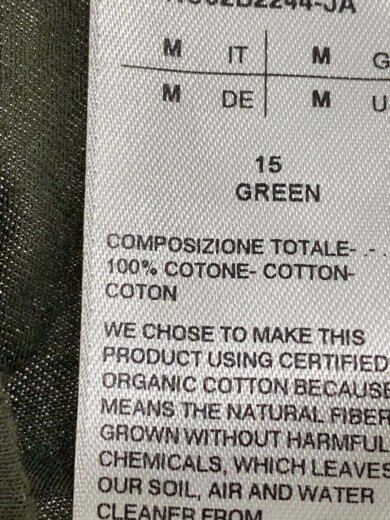 M IT M G
M DE M U
15
GREEN
COMPOSIZIONE TOTALE- .- .
100% COTONE- COTTON-
COTON
WE CHOSE TO MAKE THIS
PRODUCT USING CERTIFIED
ORGANIC COTTON BECAUSE
MEANS THE NATURAL FIBER
GROWN WITHOUT HARMFUL
CHEMICALS, WHICH LEAVES
OUR SOIL, AIR AND WATER
CLEANER FROM